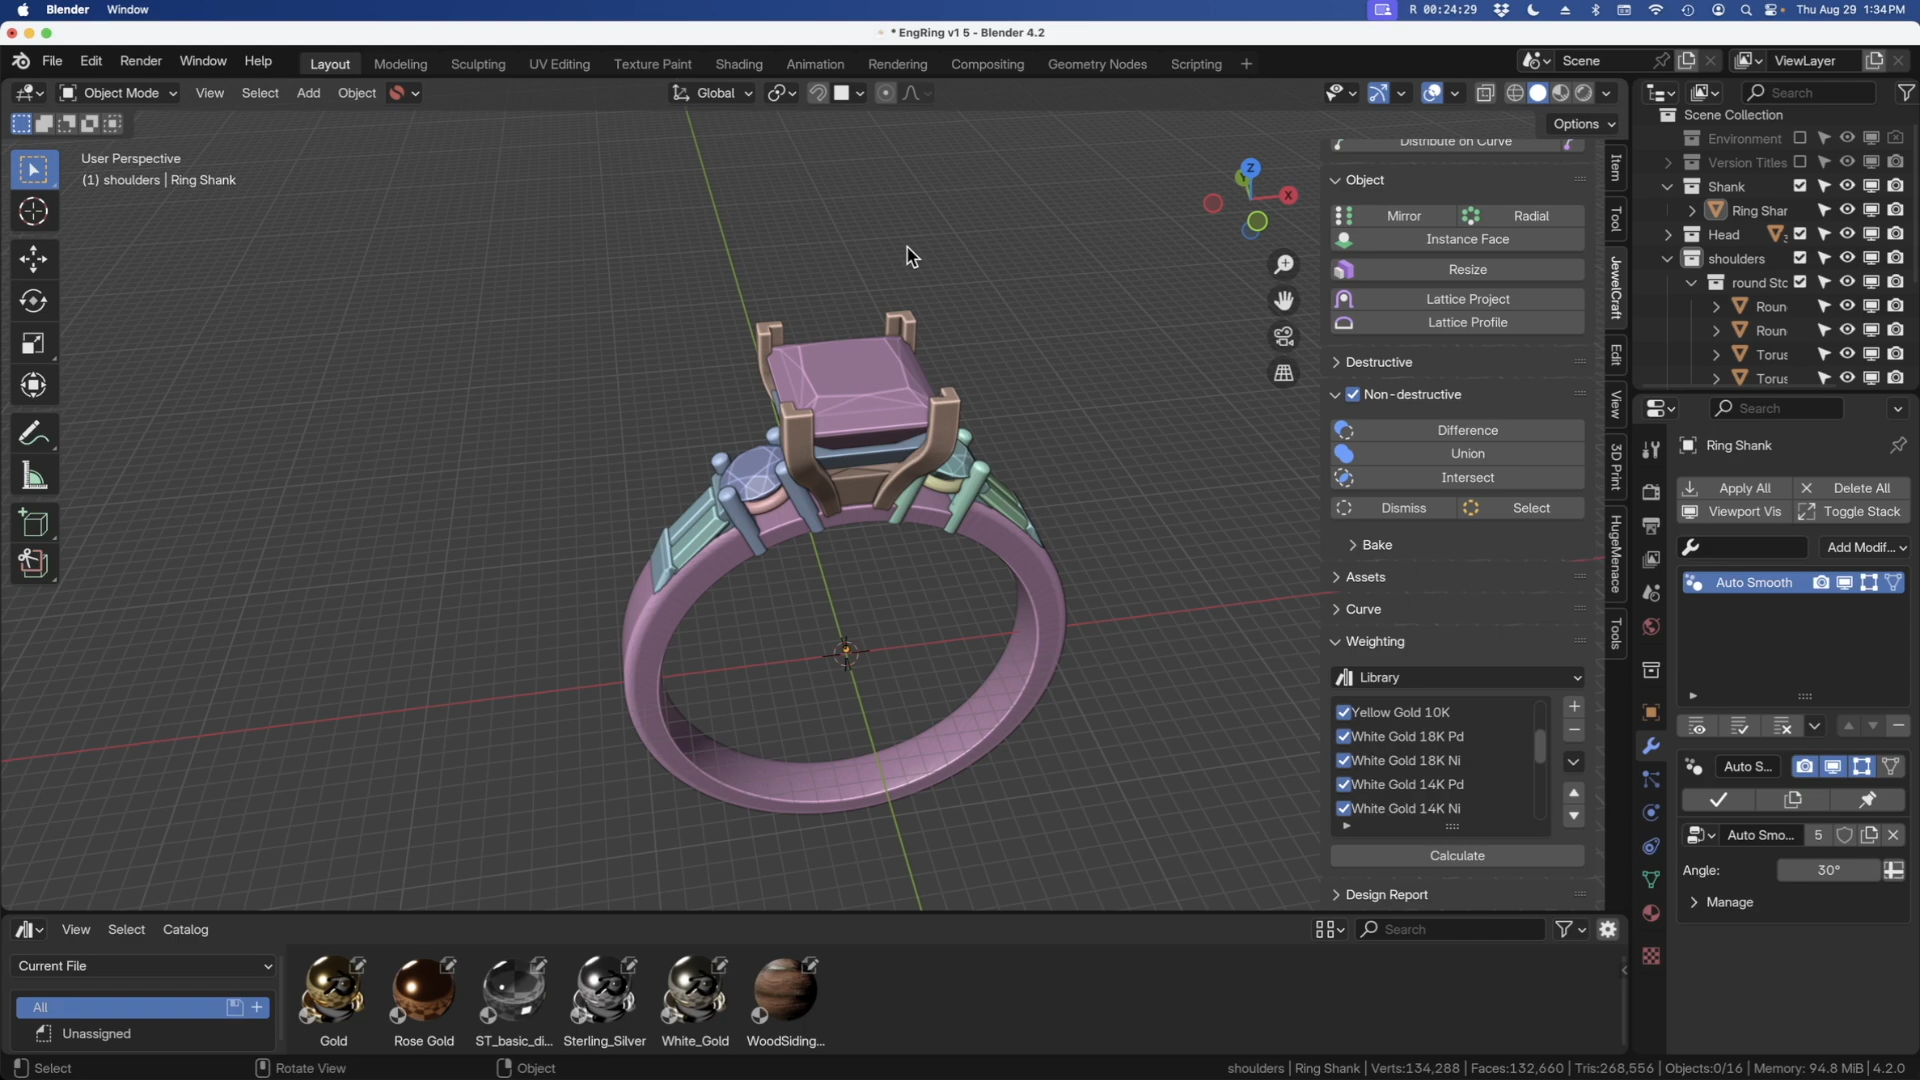 Blender Window
R 00:24:29
Thu Aug 29 1:34PM
* EngRing v1 5 - Blender 4.2
File Edit Render Window Help
Layout Modeling Sculpting UV Editing Texture Paint Shading Animation Rendering Compositing Geometry Nodes Scripting +
Scene
ViewLayer
Object Mode View Select Add Object
Global
Search
Options
User Perspective
(1) shoulders | Ring Shank
Z
Y
X
Distribute on Curve
Object
Mirror
Radial
Instance Face
Resize
Lattice Project
Lattice Profile
Destructive
Non-destructive
Difference
Union
Intersect
Dismiss
Select
Bake
Assets
Curve
Weighting
Library
Yellow Gold 10K
White Gold 18K Pd
White Gold 18K Ni
White Gold 14K Pd
White Gold 14K Ni
Calculate
Design Report
Item
Tool
JewelCraft
Edit
View
3D Print
HugeMenace
Tools
Scene Collection
Environment
Version Titles
Shank
Ring Shar
Head
shoulders
round Stc
Roun
Roun
Torus
Torus
Search
Ring Shank
Apply All
Delete All
Viewport Vis
Toggle Stack
Add Modif...
Auto Smooth
Auto S...
Auto Smo... 5
Angle: 30°
Manage
View Select Catalog
Search
Current File
All
Unassigned
Gold
Rose Gold
ST_basic_di...
Sterling_Silver
White_Gold
WoodSiding...
Select
Rotate View
Object
shoulders | Ring Shank | Verts:134,288 | Faces:132,660 | Tris:268,556 | Objects:0/16 | Memory: 94.8 MiB | 4.2.0